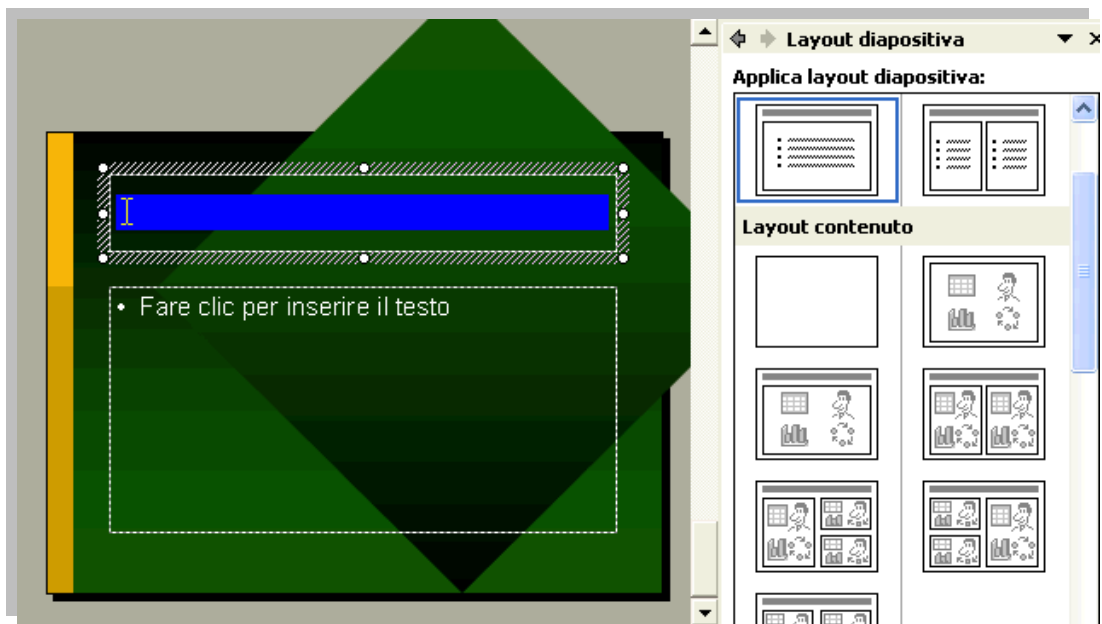 Layout diapositiva
Applica layout diapositiva:
Layout contenuto
• Fare clic per inserire il testo